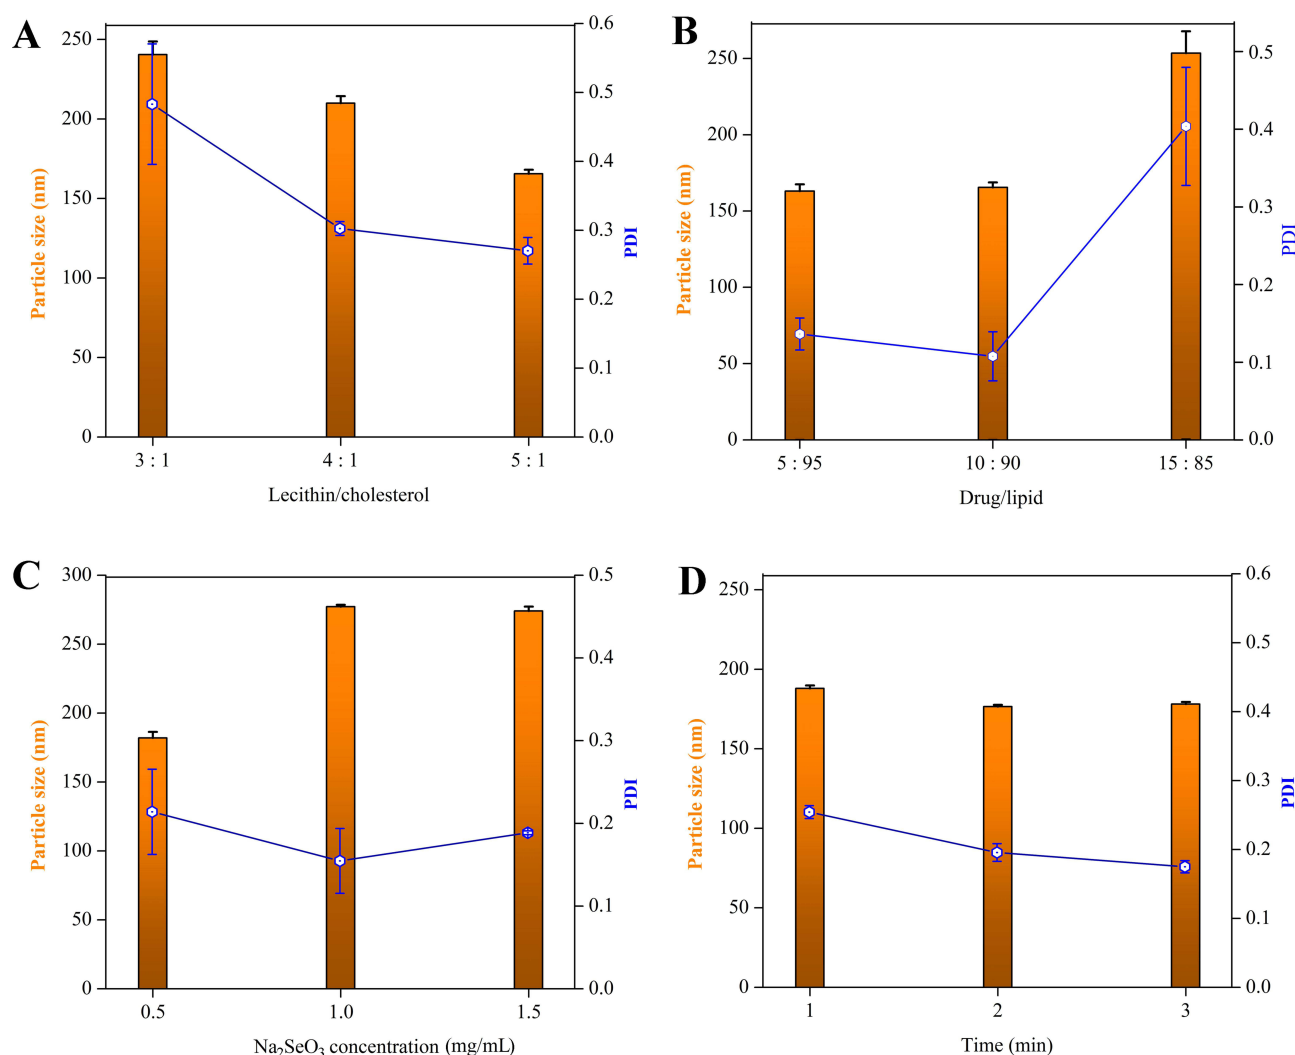 A
250
200
150
100
50
0
Particle size (nm)
0.6
0.5
0.4
0.3
0.2
0.1
0.0
PDI
3 : 1
4 : 1
5 : 1
Lecithin/cholesterol
B
250
200
150
100
50
0
Particle size (nm)
0.5
0.4
0.3
0.2
0.1
0.0
PDI
5 : 95
10 : 90
15 : 85
Drug/lipid
C
300
250
200
150
100
50
0
Particle size (nm)
0.5
0.4
0.3
0.2
0.1
0.0
PDI
0.5
1.0
1.5
Na₂SeO₃ concentration (mg/mL)
D
250
200
150
100
50
0
Particle size (nm)
0.6
0.5
0.4
0.3
0.2
0.1
0.0
PDI
1
2
3
Time (min)